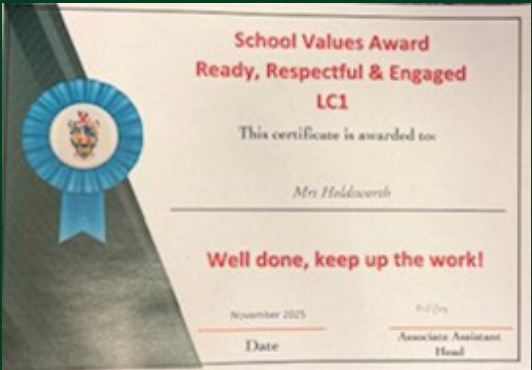 School Values Award
Ready, Respectful & Engaged
LC1
This certificate is awarded to:
Mrs Holdsworth
Well done, keep up the work!
November 2025
Date
Associate Assistant
Head